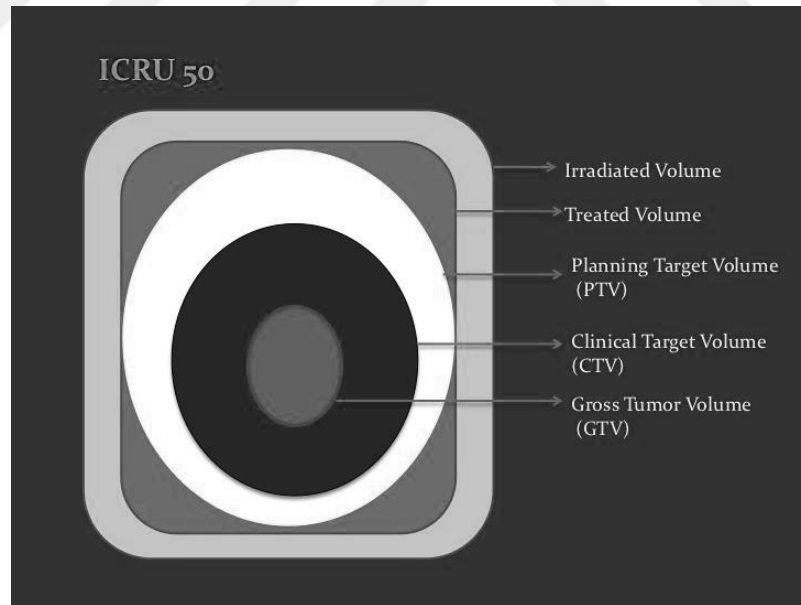 ICRU 50
Irradiated Volume
Treated Volume
Planning Target Volume
(PTV)
Clinical Target Volume
(CTV)
Gross Tumor Volume
(GTV)